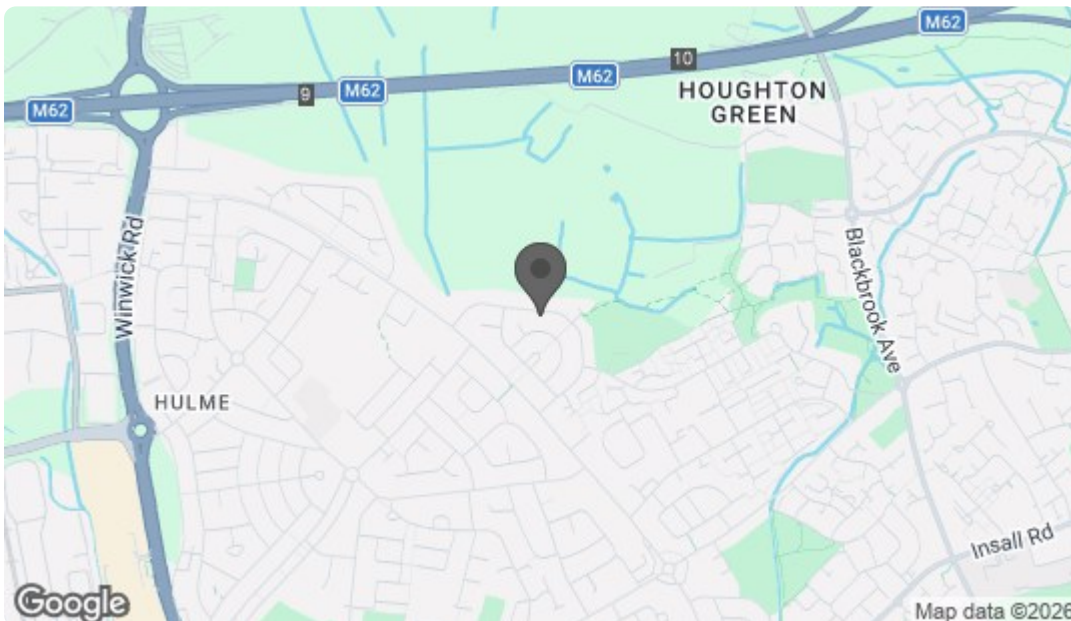 M62
10
M62
M62
9
M62
HOUGHTON
GREEN
Winwick Rd
Blackbrook Ave
HULME
Insall Rd
Google
Map data ©2026